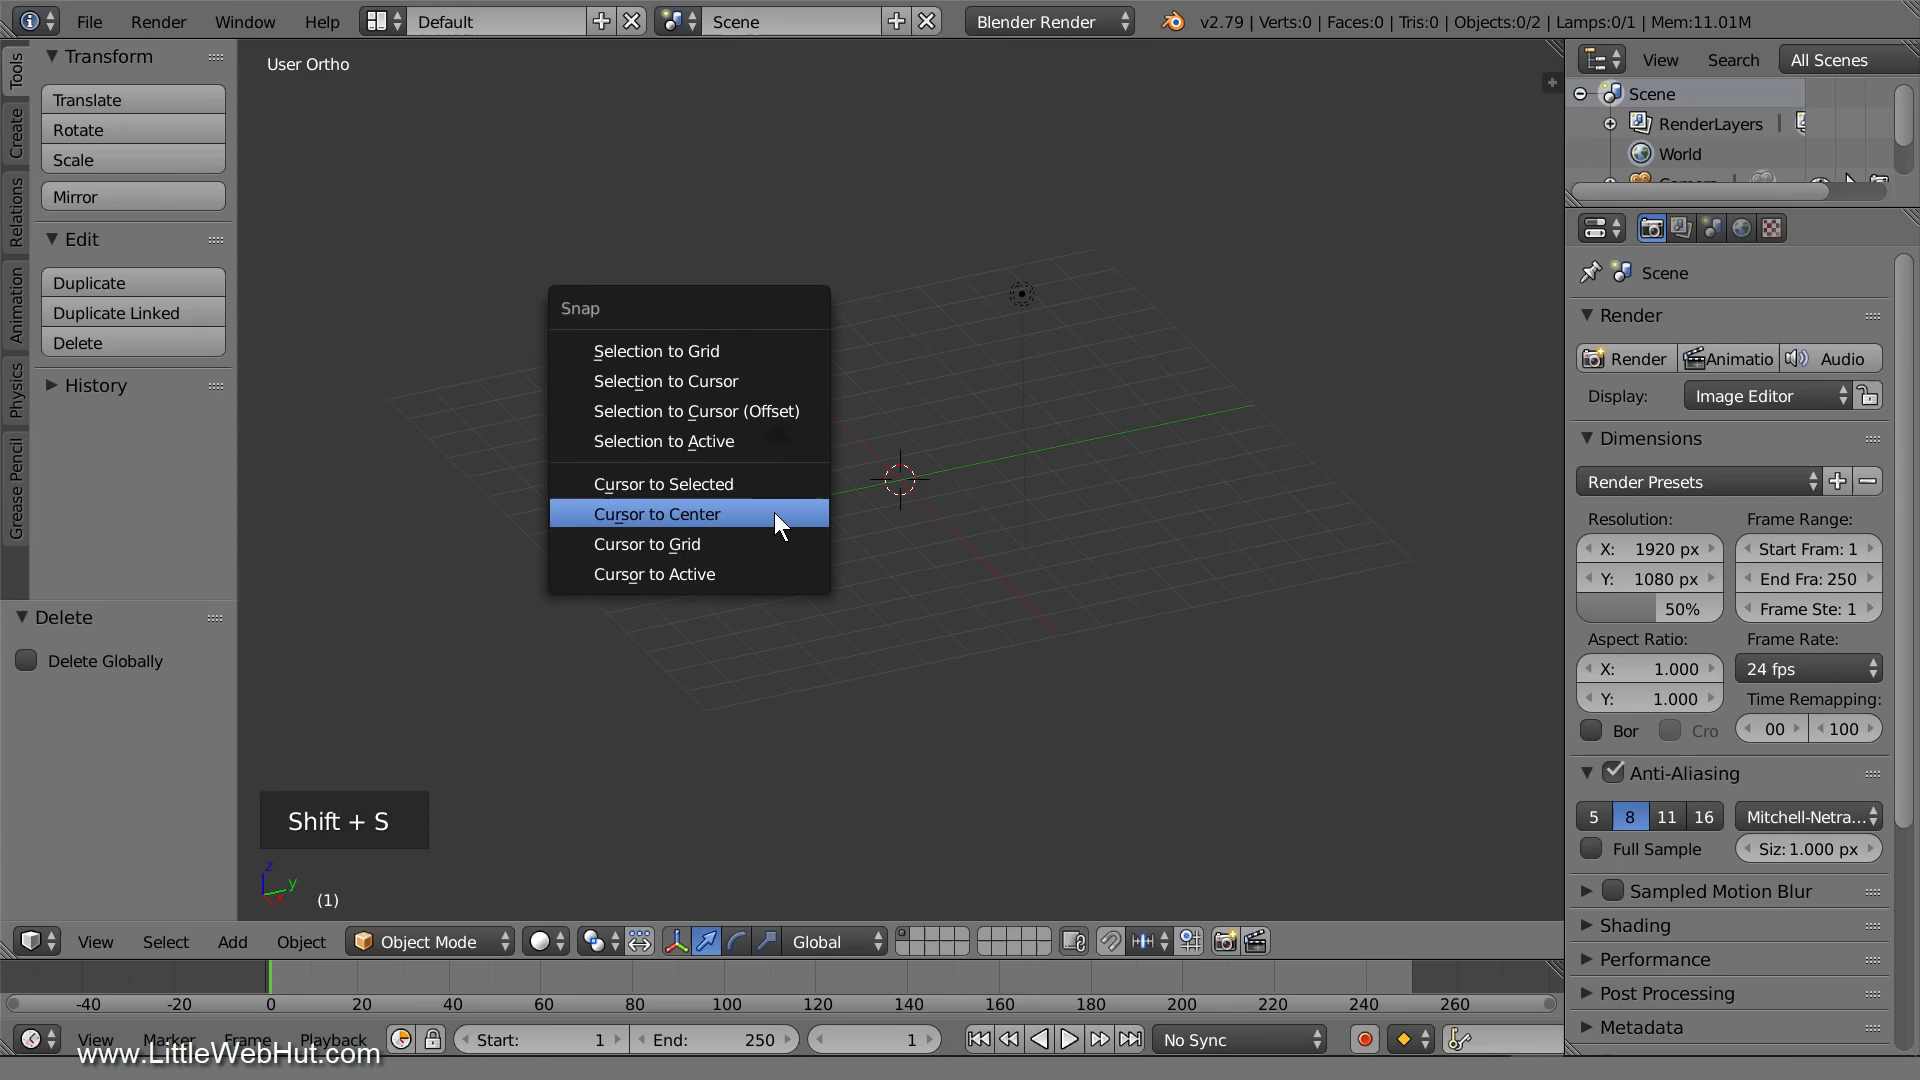 File Render Window Help Default Scene Blender Render v2.79 | Verts:0 | Faces:0 | Tris:0 | Objects:0/2 | Lamps:0/1 | Mem:11.01M
Tools
Create
Relations
Animation
Physics
Grease Pencil
Transform
Translate
Rotate
Scale
Mirror
Edit
Duplicate
Duplicate Linked
Delete
History
Delete
Delete Globally
User Ortho
Snap
Selection to Grid
Selection to Cursor
Selection to Cursor (Offset)
Selection to Active
Cursor to Selected
Cursor to Center
Cursor to Grid
Cursor to Active
Shift + S
z
y
(1)
View Search All Scenes
Scene
RenderLayers
World
Scene
Render
Render Animatio Audio
Display: Image Editor
Dimensions
Render Presets
Resolution: Frame Range:
X: 1920 px Start Fram: 1
Y: 1080 px End Fra: 250
50% Frame Ste: 1
Aspect Ratio: Frame Rate:
X: 1.000 24 fps
Y: 1.000 Time Remapping:
Bor Cro 00 100
Anti-Aliasing
5 8 11 16 Mitchell-Netra...
Full Sample Siz: 1.000 px
Sampled Motion Blur
Shading
Performance
Post Processing
Metadata
View Select Add Object Object Mode Global
-40 -20 0 20 40 60 80 100 120 140 160 180 200 220 240 260
View Marker Frame Playback Start: 1 End: 250 1 No Sync
www.LittleWebHut.com